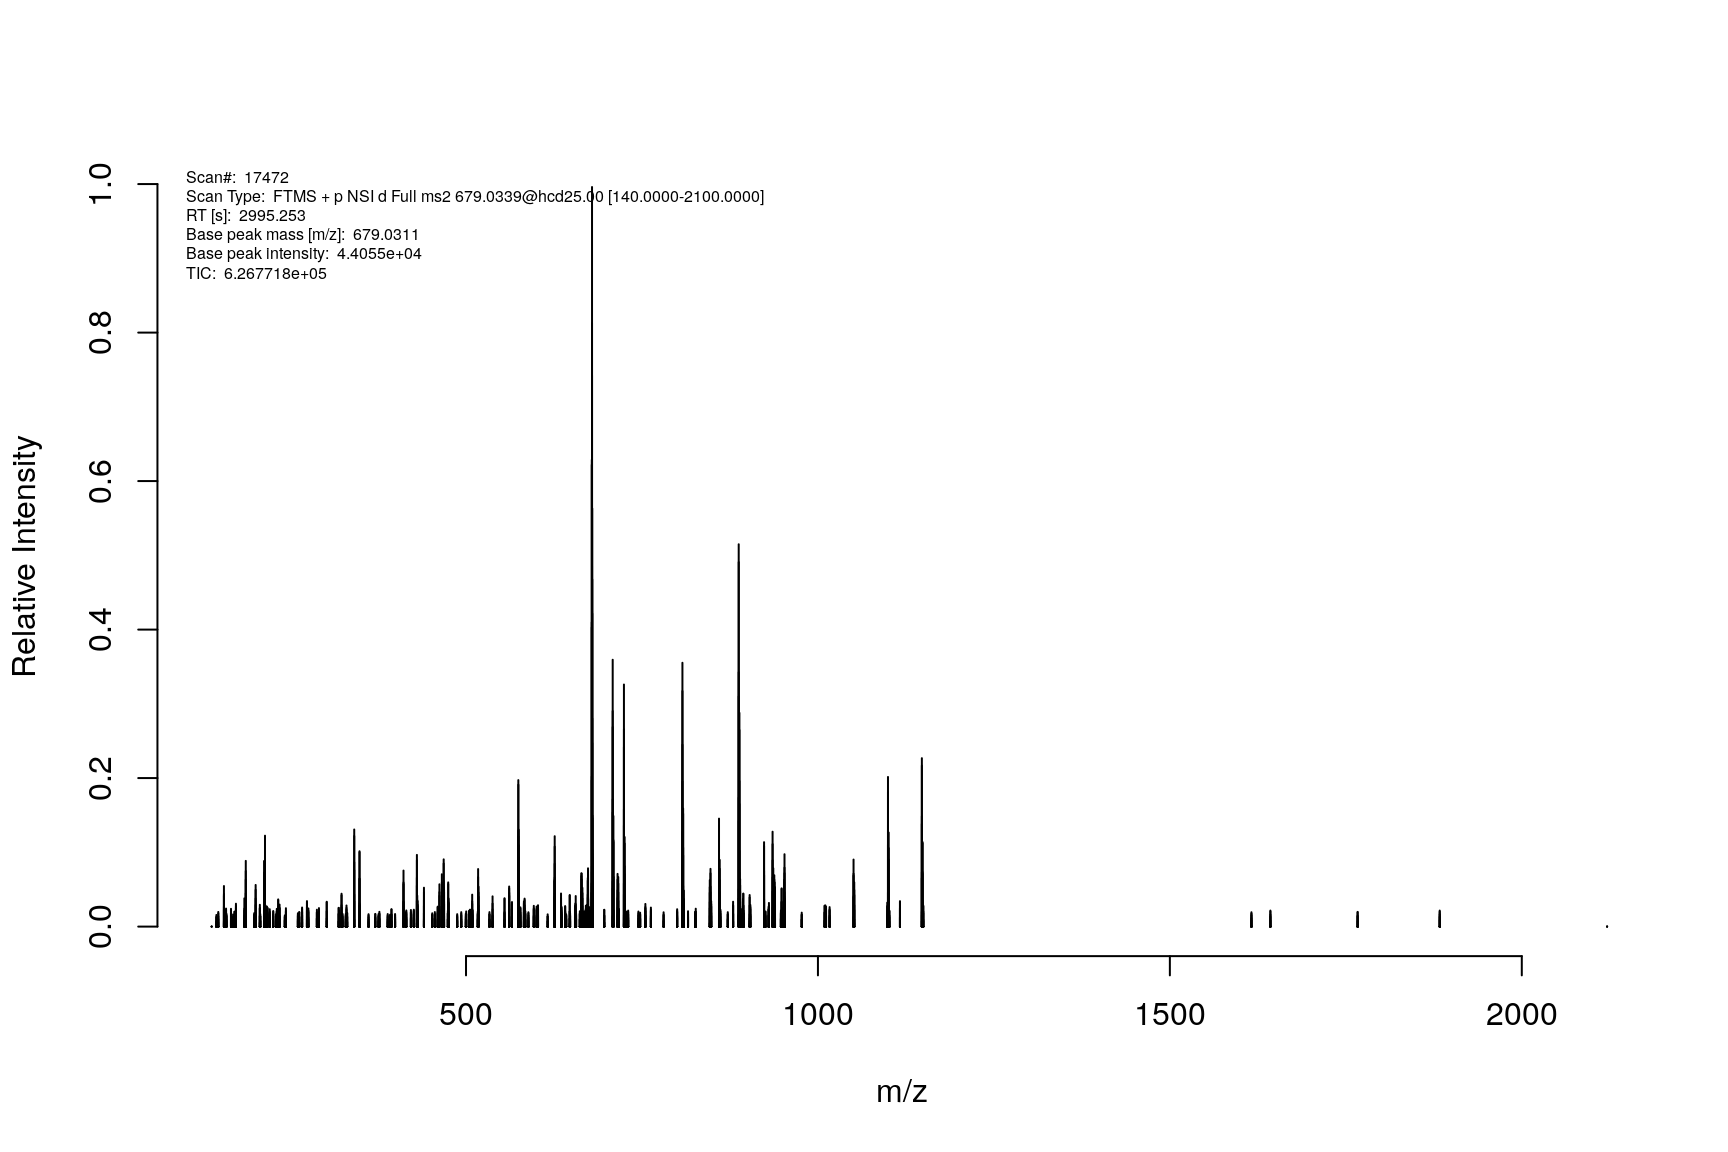 Scan#: 17472
Scan Type: FTMS + p NSI d Full ms2 679.0339@hcd25.00 [140.0000-2100.0000]
RT [s]: 2995.253
Base peak mass [m/z]: 679.0311
Base peak intensity: 4.4055e+04
TIC: 6.267718e+05
1.0
0.8
0.6
0.4
0.2
0.0
Relative Intensity
500 1000 1500 2000
m/z